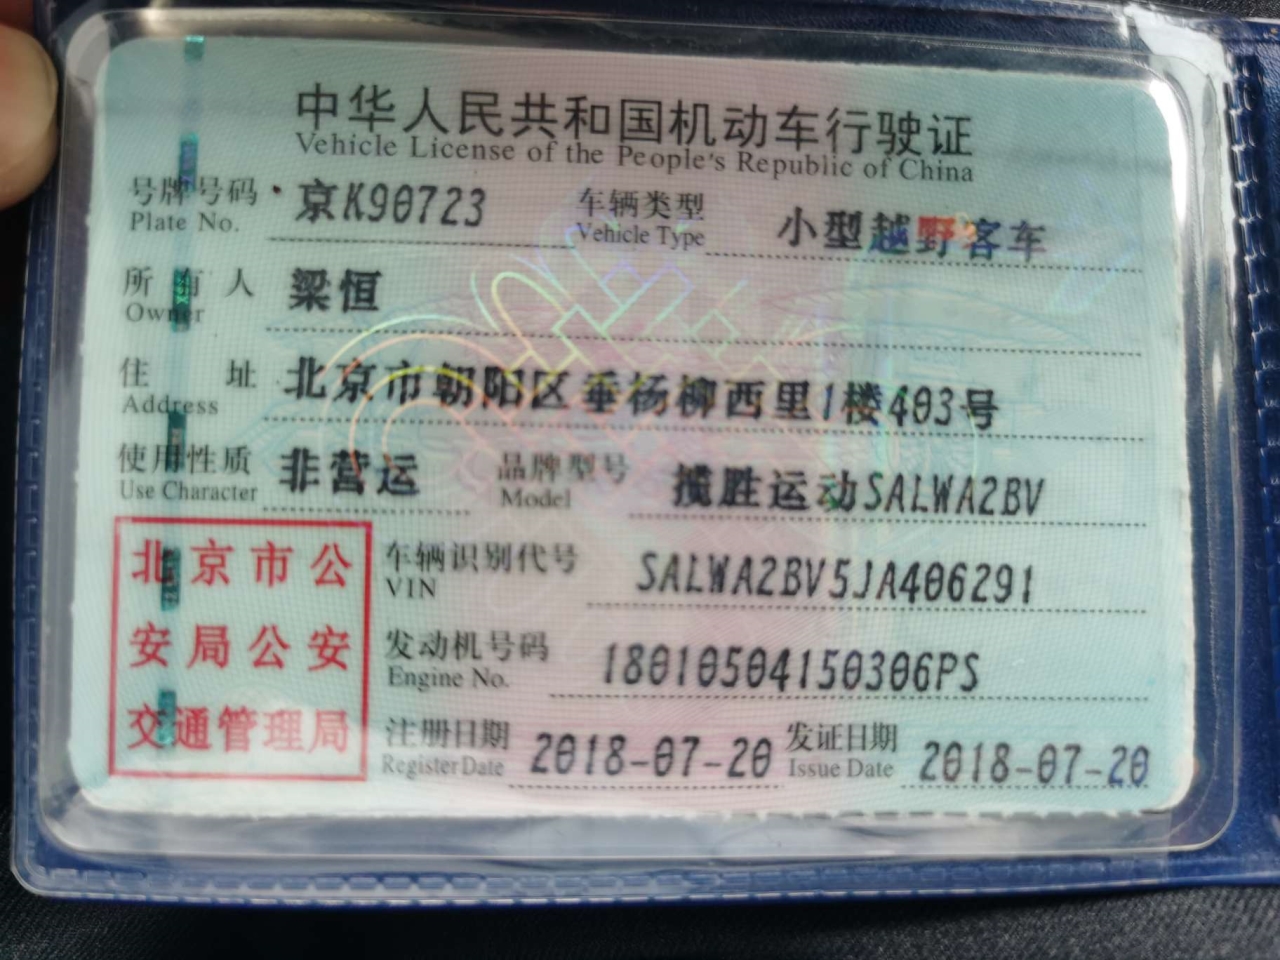 中华人民共和国机动车行驶证
Vehicle License of the People's Republic of China
号牌号码 京K90723 车辆类型 小型越野客车
Plate No. Vehicle Type
所有人 梁恒
Owner
住址 北京市朝阳区垂杨柳西里1楼403号
Address
使用性质 非营运 品牌型号 揽胜运动SALWA2BV
Use Character Model
北京市公
安局公安
交通管理局
车辆识别代号 SALWA2BV5JA406291
VIN
发动机号码 18010504150306PS
Engine No.
注册日期 2018-07-20 发证日期 2018-07-20
Register Date Issue Date